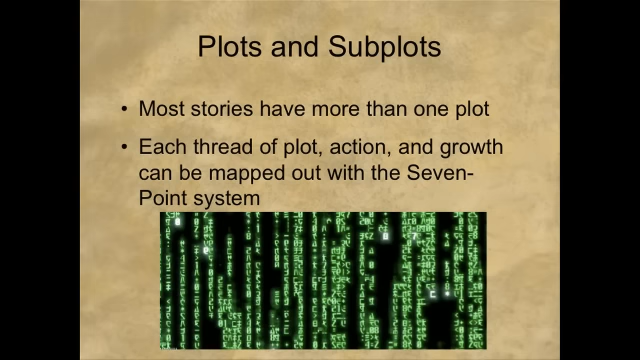 Plots and Subplots
• Most stories have more than one plot
• Each thread of plot, action, and growth
can be mapped out with the Seven-
Point system